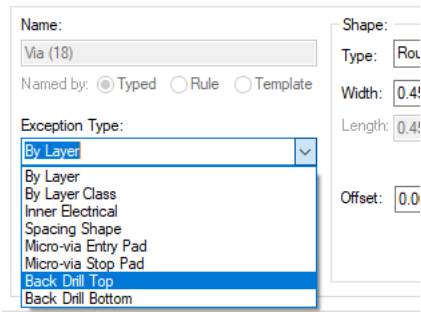 Name:
Via (18)
Named by: Typed Rule Template
Exception Type:
By Layer
By Layer
By Layer Class
Inner Electrical
Spacing Shape
Micro-via Entry Pad
Micro-via Stop Pad
Back Drill Top
Back Drill Bottom
Shape:
Type:
Width:
Length:
Offset: